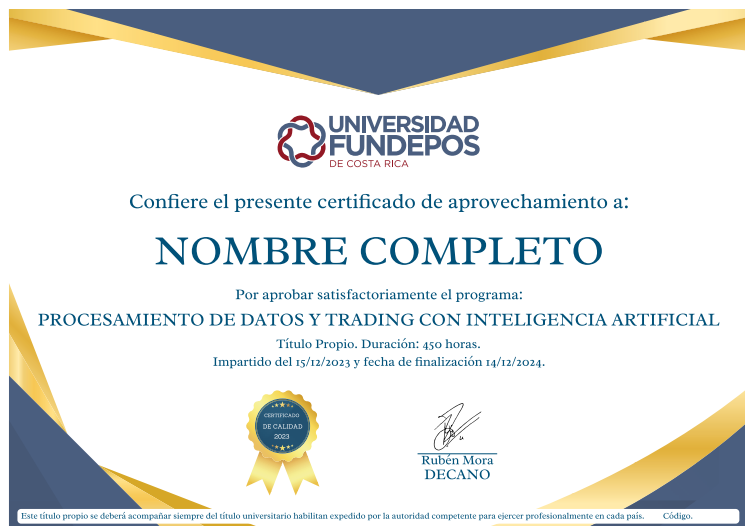 UNIVERSIDAD
FUNDEPOS
DE COSTA RICA
Confiere el presente certificado de aprovechamiento a:
NOMBRE COMPLETO
Por aprobar satisfactoriamente el programa:
PROCESAMIENTO DE DATOS Y TRADING CON INTELIGENCIA ARTIFICIAL
Título Propio. Duración: 450 horas.
Impartido del 15/12/2023 y fecha de finalización 14/12/2024.
CERTIFICADO
DE CALIDAD
2023
Rubén Mora
DECANO
Este título propio se deberá acompañar siempre del título universitario habilitan expedido por la autoridad competente para ejercer profesionalmente en cada país. Código.